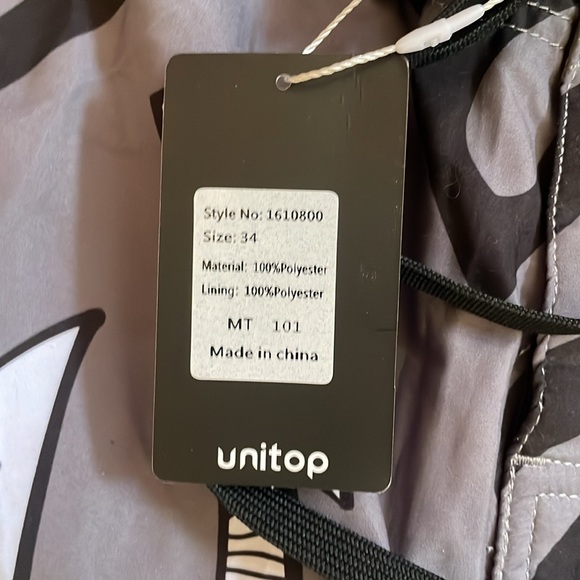 Style No: 1610800
Size: 34
Material: 100%Polyester
Lining: 100%Polyester
MT 101
Made in china
unitop